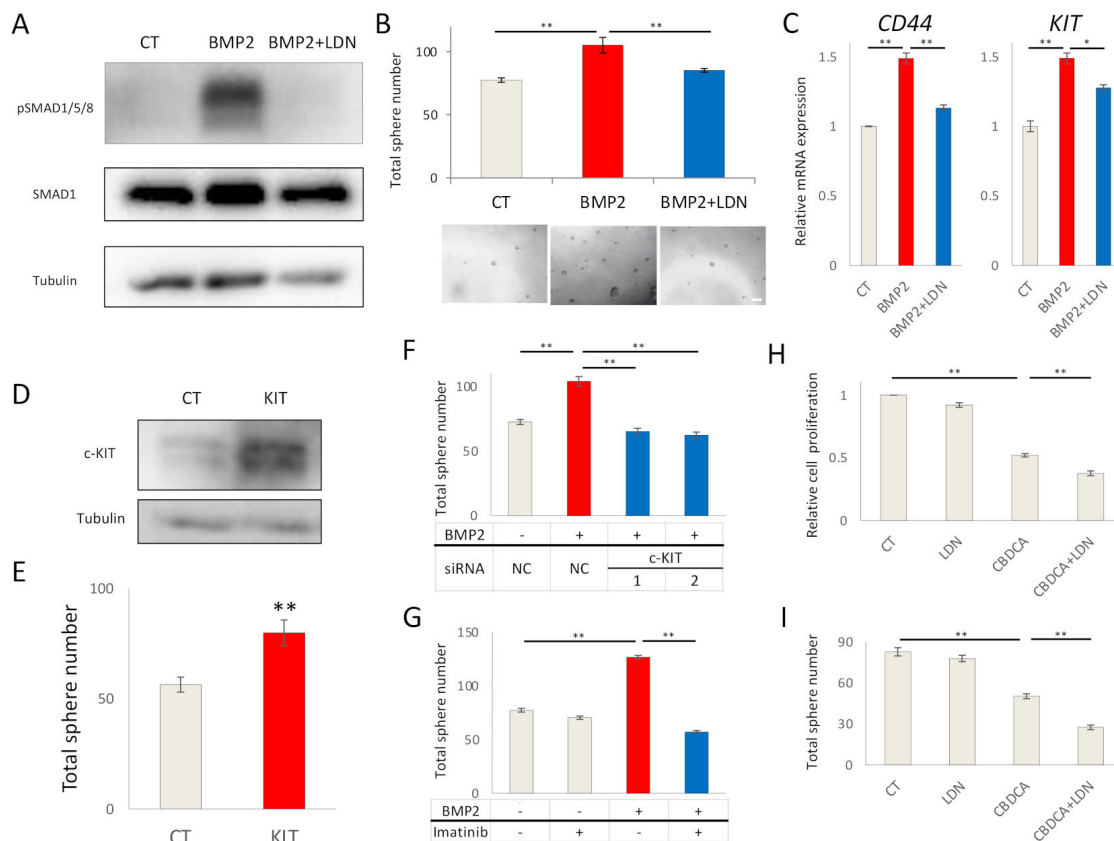 A
CT BMP2 BMP2+LDN
pSMAD1/5/8
SMAD1
Tubulin
B
** **
Total sphere number
100
50
0
CT BMP2 BMP2+LDN
C
CD44 KIT
** ** ** *
Relative mRNA expression
1.5
1
0.5
0
1.5
1
0.5
0
CT BMP2 BMP2+LDN
CT BMP2 BMP2+LDN
D
CT KIT
c-KIT
Tubulin
E
**
Total sphere number
100
50
0
CT KIT
F
** **
**
Total sphere number
100
50
0
BMP2 - + + +
siRNA NC NC c-KIT
1 2
G
** **
Total sphere number
150
100
50
0
BMP2 - - + +
Imatinib - + - +
H
** **
Relative cell proliferation
1
0.5
0
CT LDN CBDCA CBDCA+LDN
I
** **
Total sphere number
90
60
30
0
CT LDN CBDCA CBDCA+LDN